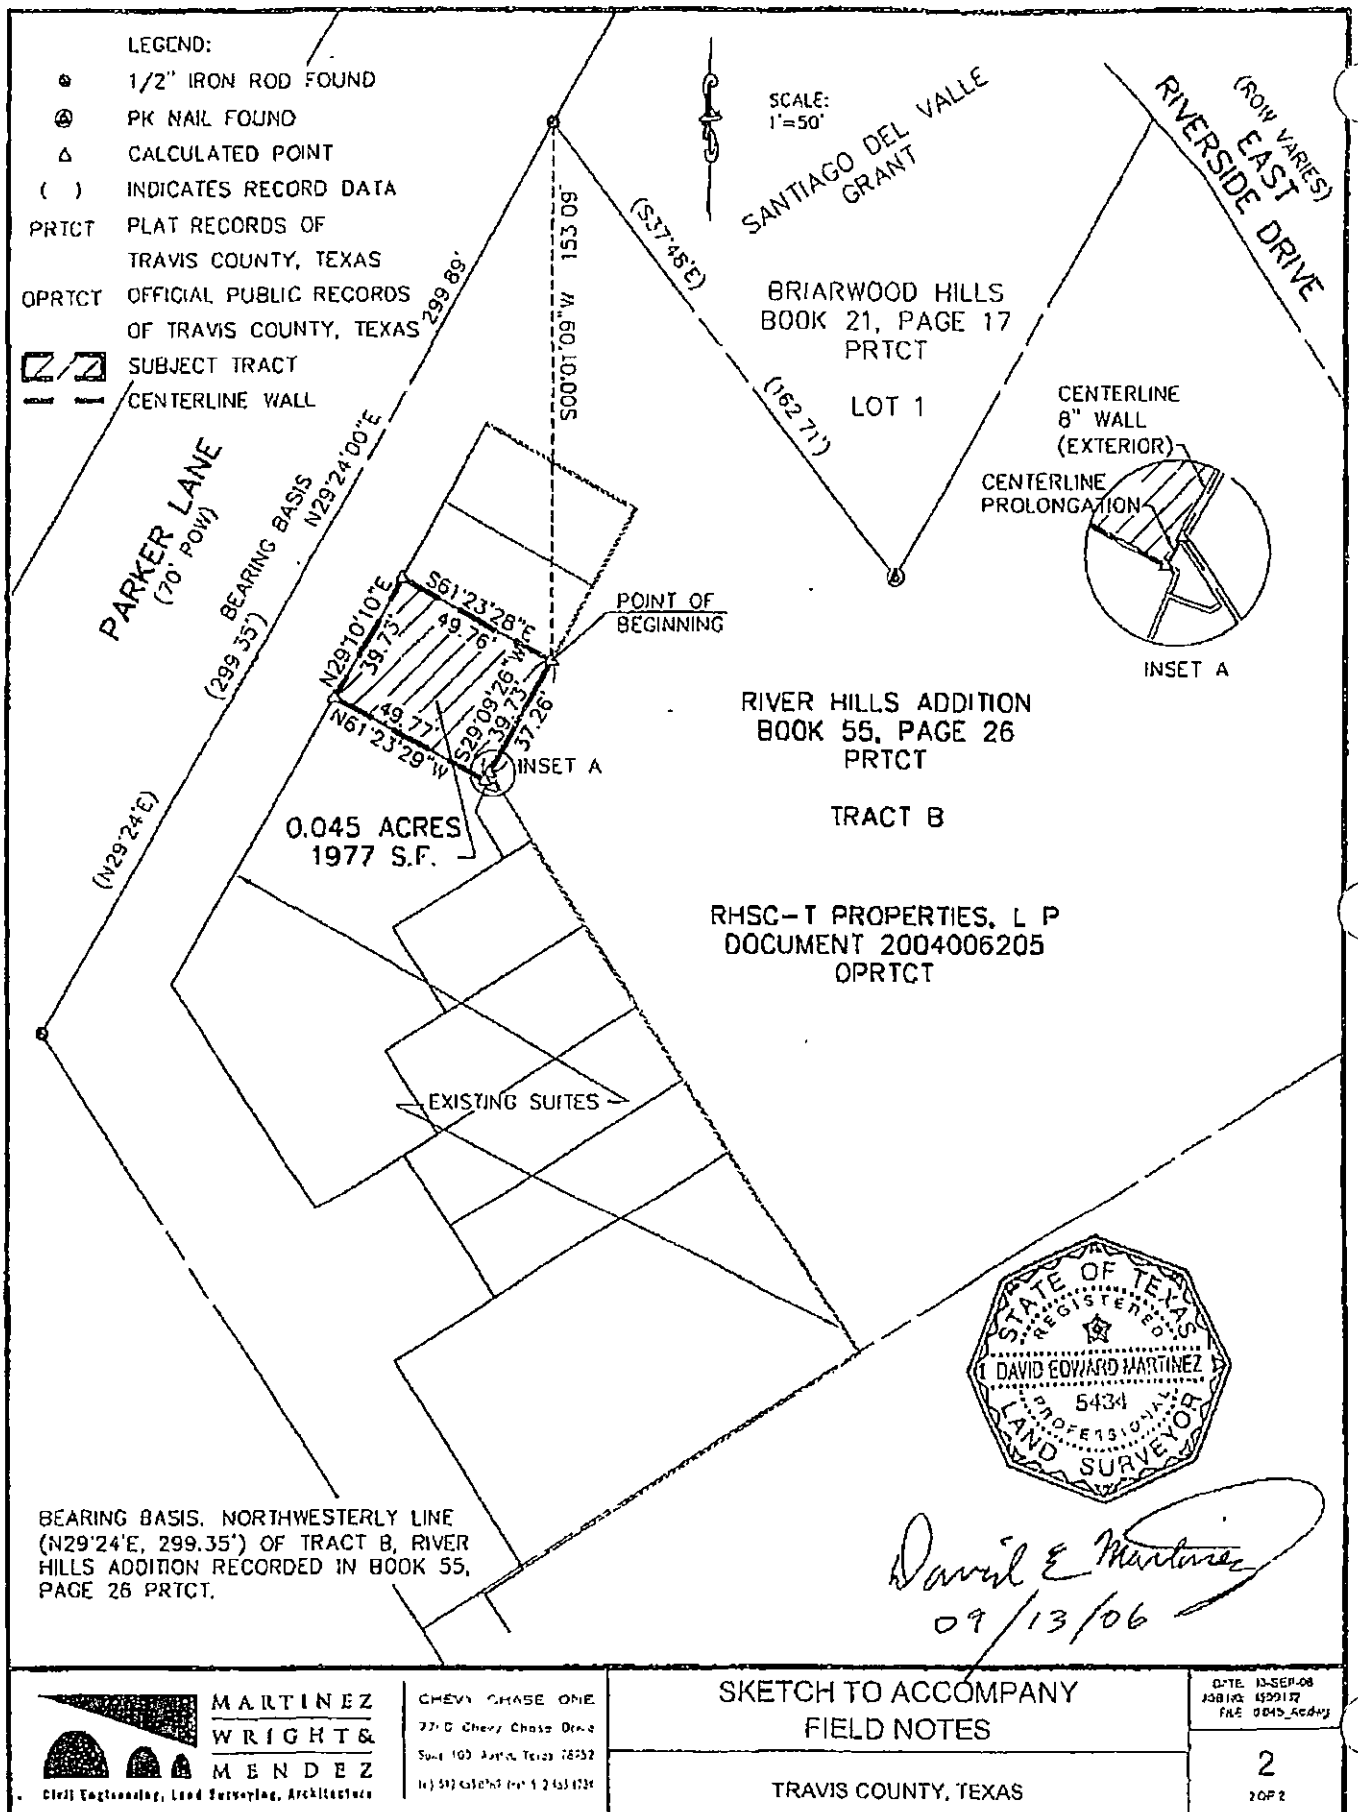 LEGEND:
1/2" IRON ROD FOUND
PK NAIL FOUND
CALCULATED POINT
( ) INDICATES RECORD DATA
PRTCT PLAT RECORDS OF
TRAVIS COUNTY, TEXAS
OPRTCT OFFICIAL PUBLIC RECORDS
OF TRAVIS COUNTY, TEXAS
SUBJECT TRACT
CENTERLINE WALL
SCALE:
1'=50'
SANTIAGO DEL VALLE
GRANT
(ROW VARIES)
EAST
RIVERSIDE DRIVE
299 89'
S00'01'09"W 153 09'
(S37'48'E)
(162 71')
BRIARWOOD HILLS
BOOK 21, PAGE 17
PRTCT
LOT 1
CENTERLINE
8" WALL
(EXTERIOR)
CENTERLINE
PROLONGATION
INSET A
PARKER LANE
(70' POW)
BEARING BASIS
N29'24'00"E
(299 35')
(N29'24'E)
N29'10'10"E
39.73'
S61'23'28"E
49.76'
S29'09'26"W
39.73'
37.26'
49.77'
N61'23'29"W
POINT OF
BEGINNING
INSET A
0.045 ACRES
1977 S.F.
RIVER HILLS ADDITION
BOOK 55, PAGE 26
PRTCT
TRACT B
RHSC-T PROPERTIES, L P
DOCUMENT 2004006205
OPRTCT
EXISTING SUITES
STATE OF TEXAS
REGISTERED
DAVID EDWARD MARTINEZ
5434
PROFESSIONAL
LAND SURVEYOR
David E Martinez
09/13/06
BEARING BASIS. NORTHWESTERLY LINE
(N29'24'E, 299.35') OF TRACT B, RIVER
HILLS ADDITION RECORDED IN BOOK 55,
PAGE 26 PRTCT.
MARTINEZ
WRIGHT &
MENDEZ
Civil Engineering, Land Surveying, Architecture
CHEVY CHASE ONE
Chevy Chase Drive
SKETCH TO ACCOMPANY
FIELD NOTES
TRAVIS COUNTY, TEXAS
DATE 13-SEP-06
2
2 OF 2